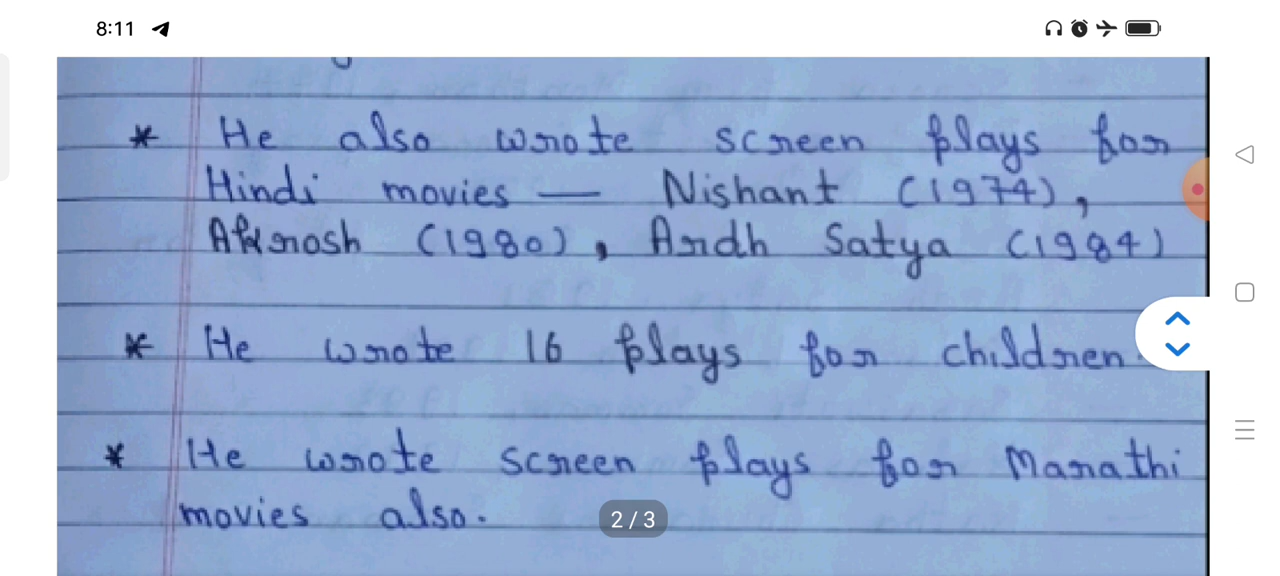 8:11
* He also wrote screen plays for
Hindi movies — Nishant (1974),
Akrosh (1980), Ardh Satya (1984)
* He wrote 16 plays for children.
* He wrote screen plays for Marathi
movies also.
2 / 3